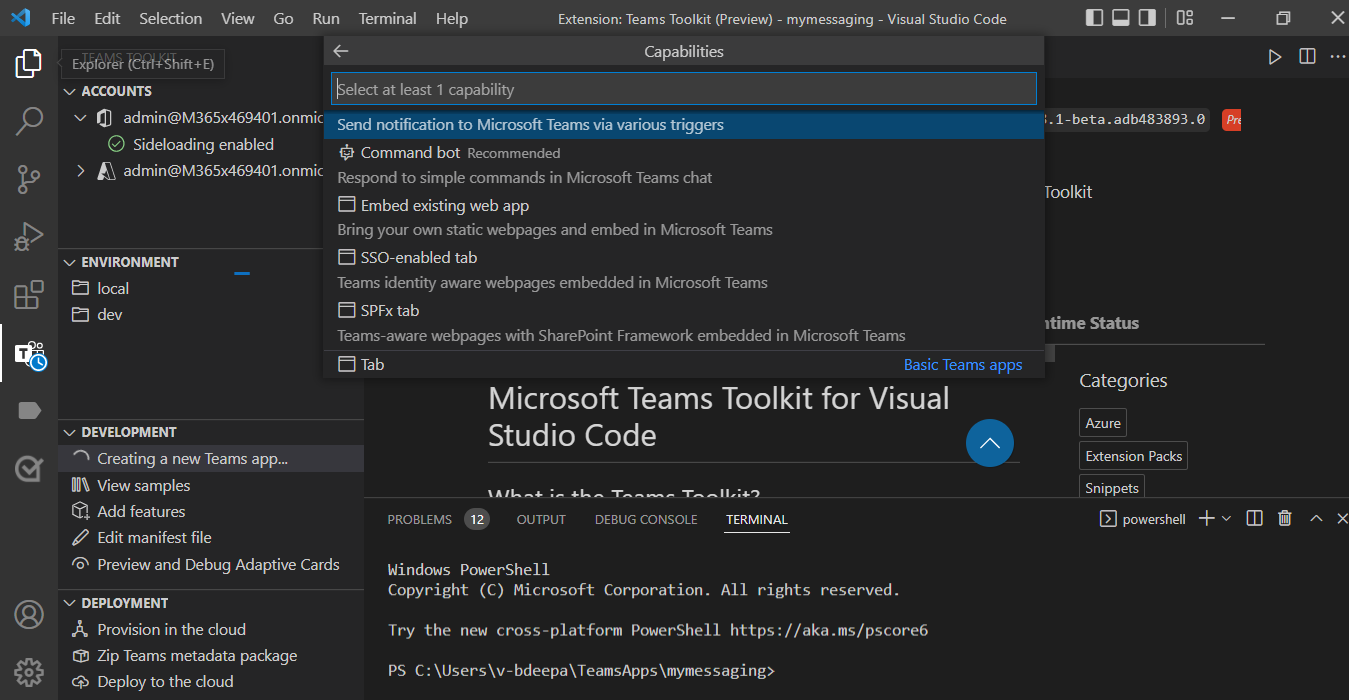 File Edit Selection View Go Run Terminal Help Extension: Teams Toolkit (Preview) - mymessaging - Visual Studio Code
TEAMS TOOLKIT
Explorer (Ctrl+Shift+E)
ACCOUNTS
admin@M365x469401.onmic
Sideloading enabled
admin@M365x469401.onmic
ENVIRONMENT
local
dev
DEVELOPMENT
Creating a new Teams app...
View samples
Add features
Edit manifest file
Preview and Debug Adaptive Cards
DEPLOYMENT
Provision in the cloud
Zip Teams metadata package
Deploy to the cloud
Capabilities
Select at least 1 capability
Send notification to Microsoft Teams via various triggers
Command bot Recommended
Respond to simple commands in Microsoft Teams chat
Embed existing web app
Bring your own static webpages and embed in Microsoft Teams
SSO-enabled tab
Teams identity aware webpages embedded in Microsoft Teams
SPFx tab
Teams-aware webpages with SharePoint Framework embedded in Microsoft Teams
Tab Basic Teams apps
.1-beta.adb483893.0 Pre
Toolkit
ntime Status
Categories
Azure
Extension Packs
Snippets
Microsoft Teams Toolkit for Visual
Studio Code
What is the Teams Toolkit?
PROBLEMS 12 OUTPUT DEBUG CONSOLE TERMINAL powershell
Windows PowerShell
Copyright (C) Microsoft Corporation. All rights reserved.
Try the new cross-platform PowerShell https://aka.ms/pscore6
PS C:\Users\v-bdeepa\TeamsApps\mymessaging>